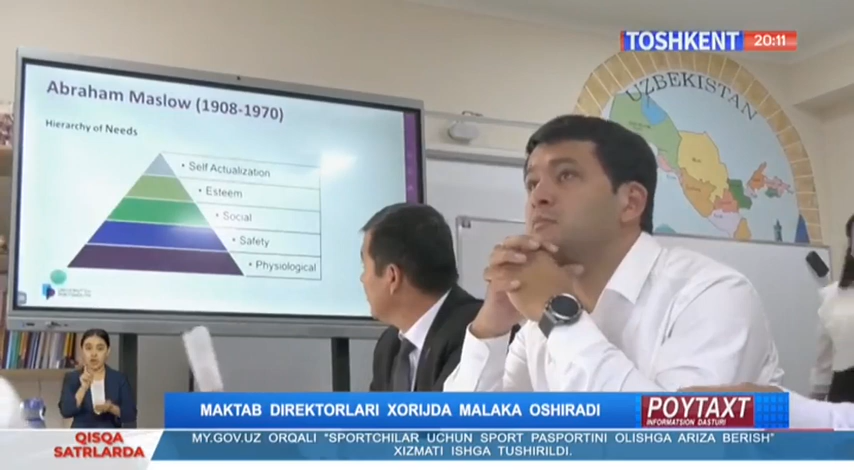 TOSHKENT 20:11
Abraham Maslow (1908-1970)
Hierarchy of Needs
• Self Actualization
• Esteem
• Social
• Safety
• Physiological
UZBEKISTAN
MAKTAB DIREKTORLARI XORIJDA MALAKA OSHIRADI
POYTAXT
INFORMATSION DASTURI
QISQA
SATRLARDA
MY.GOV.UZ ORQALI "SPORTCHILAR UCHUN SPORT PASPORTINI OLISHGA ARIZA BERISH"
XIZMATI ISHGA TUSHIRILDI.